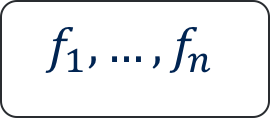 f₁, … , fₙ